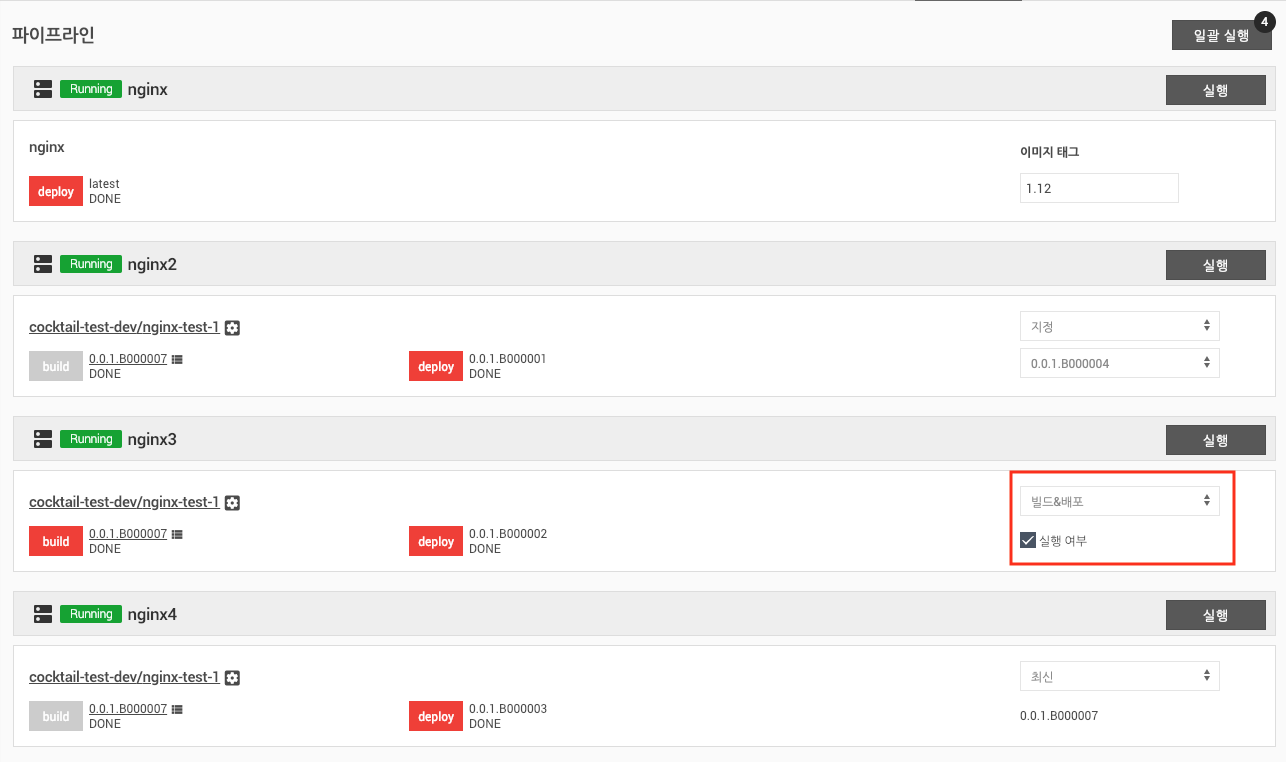 파이프라인
일괄 실행
4
Running nginx
실행
nginx
이미지 태그
deploy
latest
DONE
1.12
Running nginx2
실행
cocktail-test-dev/nginx-test-1
지정
build
0.0.1.B000007
DONE
deploy
0.0.1.B000001
DONE
0.0.1.B000004
Running nginx3
실행
cocktail-test-dev/nginx-test-1
빌드&배포
build
0.0.1.B000007
DONE
deploy
0.0.1.B000002
DONE
실행 여부
Running nginx4
실행
cocktail-test-dev/nginx-test-1
최신
build
0.0.1.B000007
DONE
deploy
0.0.1.B000003
DONE
0.0.1.B000007